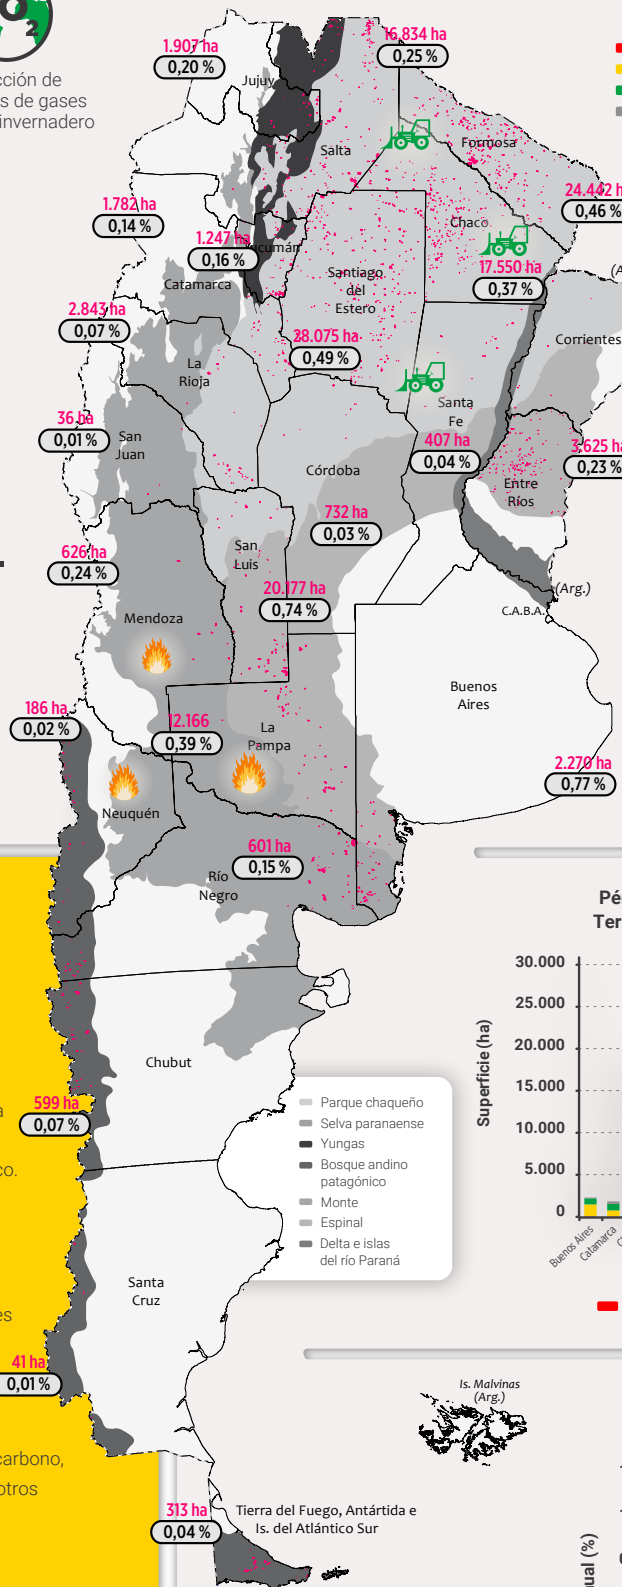 O₂
cción de
s de gases
invernadero
1.907 ha
0,20 %
Jujuy
16.834 ha
0,25 %
Salta
Formosa
24.442 h
0,46 %
1.782 ha
0,14 %
1.247 ha
0,16 %
Tucumán
Chaco
17.550 ha
0,37 %
Catamarca
Santiago
del
Estero
2.843 ha
0,07 %
28.075 ha
0,49 %
Corrientes
La
Rioja
Santa
Fe
36 ha
0,01 %
San
Juan
407 ha
0,04 %
3.625 ha
0,23 %
Córdoba
Entre
Ríos
732 ha
0,03 %
626 ha
0,24 %
San
Luis
20.177 ha
0,74 %
(Arg.)
C.A.B.A.
Mendoza
Buenos
Aires
186 ha
0,02 %
12.166
0,39 %
La
Pampa
2.270 ha
0,77 %
Neuquén
601 ha
0,15 %
Río
Negro
Pé
Ter
30.000
25.000
20.000
15.000
10.000
5.000
0
Superficie (ha)
Buenos Aires
Catamarca
Chubut
599 ha
0,07 %
a
co.
Parque chaqueño
Selva paranaense
Yungas
Bosque andino
patagónico
Monte
Espinal
Delta e islas
del río Paraná
Santa
Cruz
es
41 ha
0,01 %
Is. Malvinas
(Arg.)
carbono,
otros
313 ha
0,04 %
Tierra del Fuego, Antártida e
Is. del Atlántico Sur
ual (%)